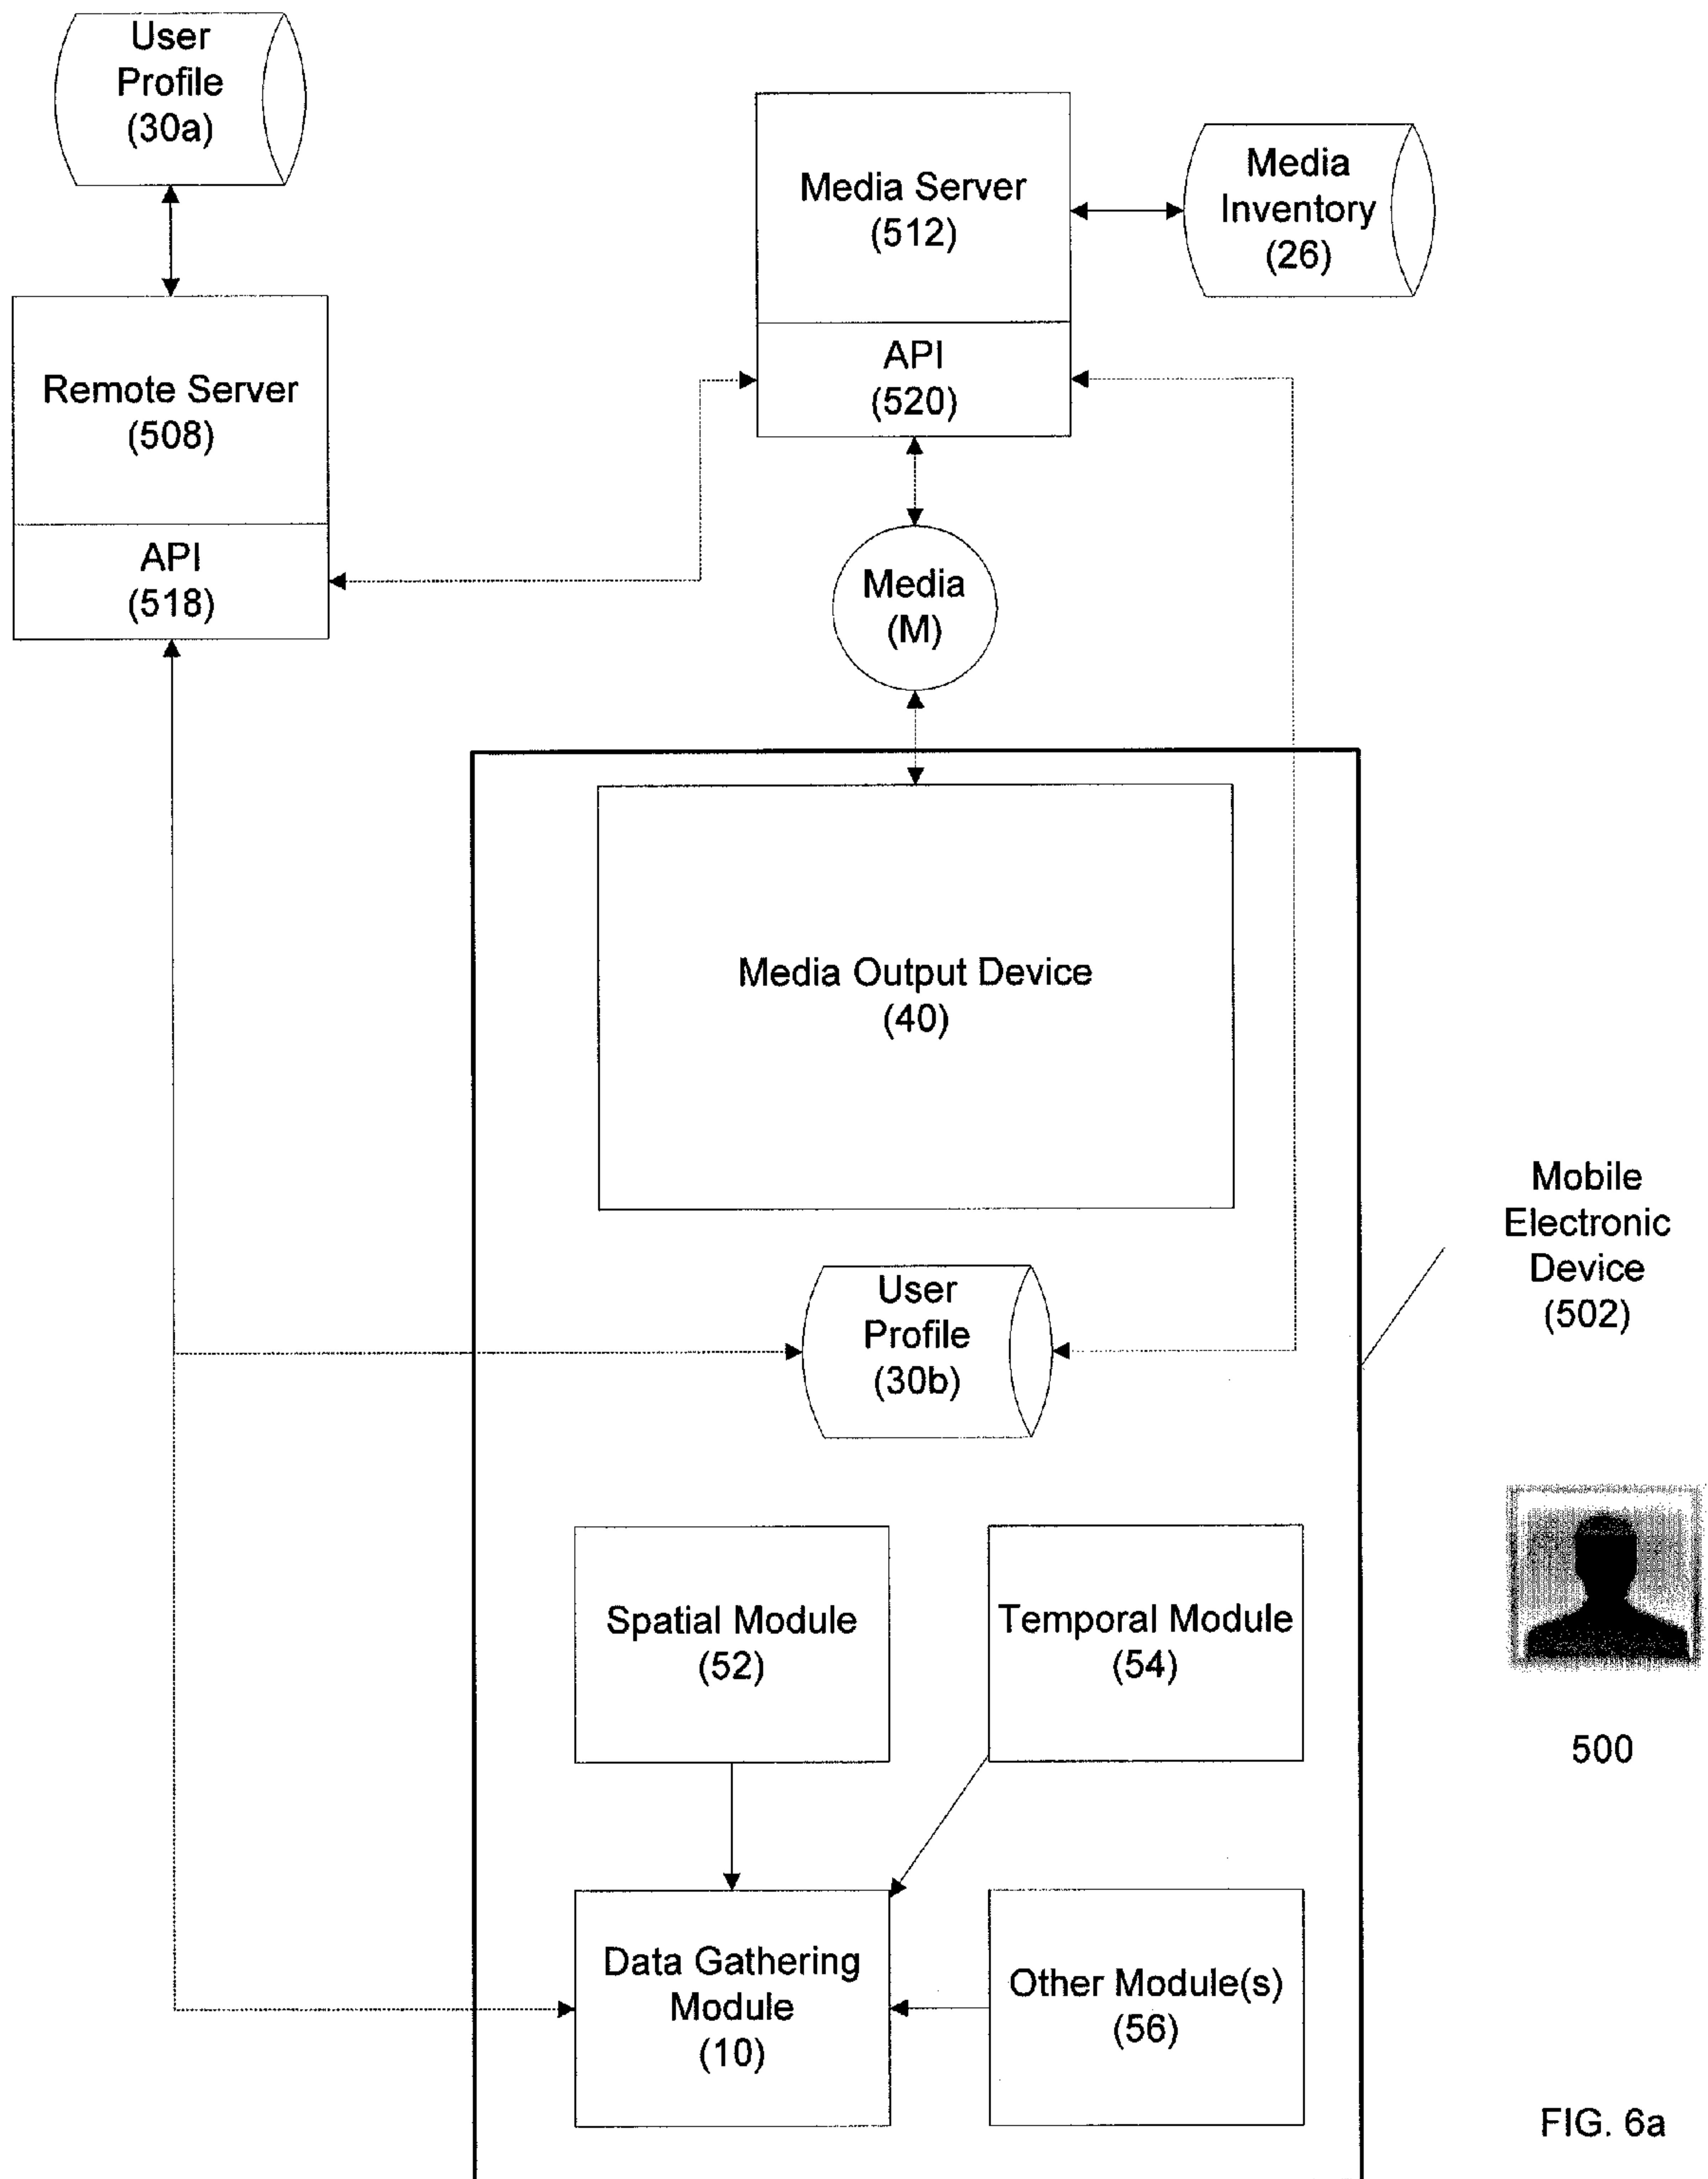 User
Profile
(30a)
Media Server
(512)
Media
Inventory
(26)
API
(520)
Remote Server
(508)
API
(518)
Media
(M)
Media Output Device
(40)
Mobile
Electronic
Device
(502)
User
Profile
(30b)
Spatial Module
(52)
Temporal Module
(54)
500
Data Gathering
Module
(10)
Other Module(s)
(56)
FIG. 6a